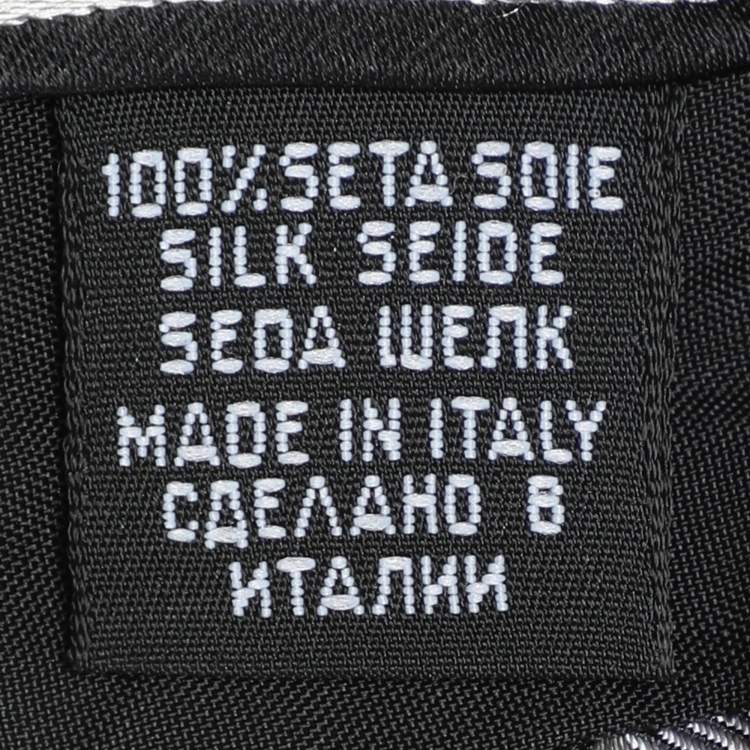 100% SETA SOIE
SILK SEIDE
SEDA ШЕЛК
MADE IN ITALY
СДЕЛАНО В
ИТАЛИИ